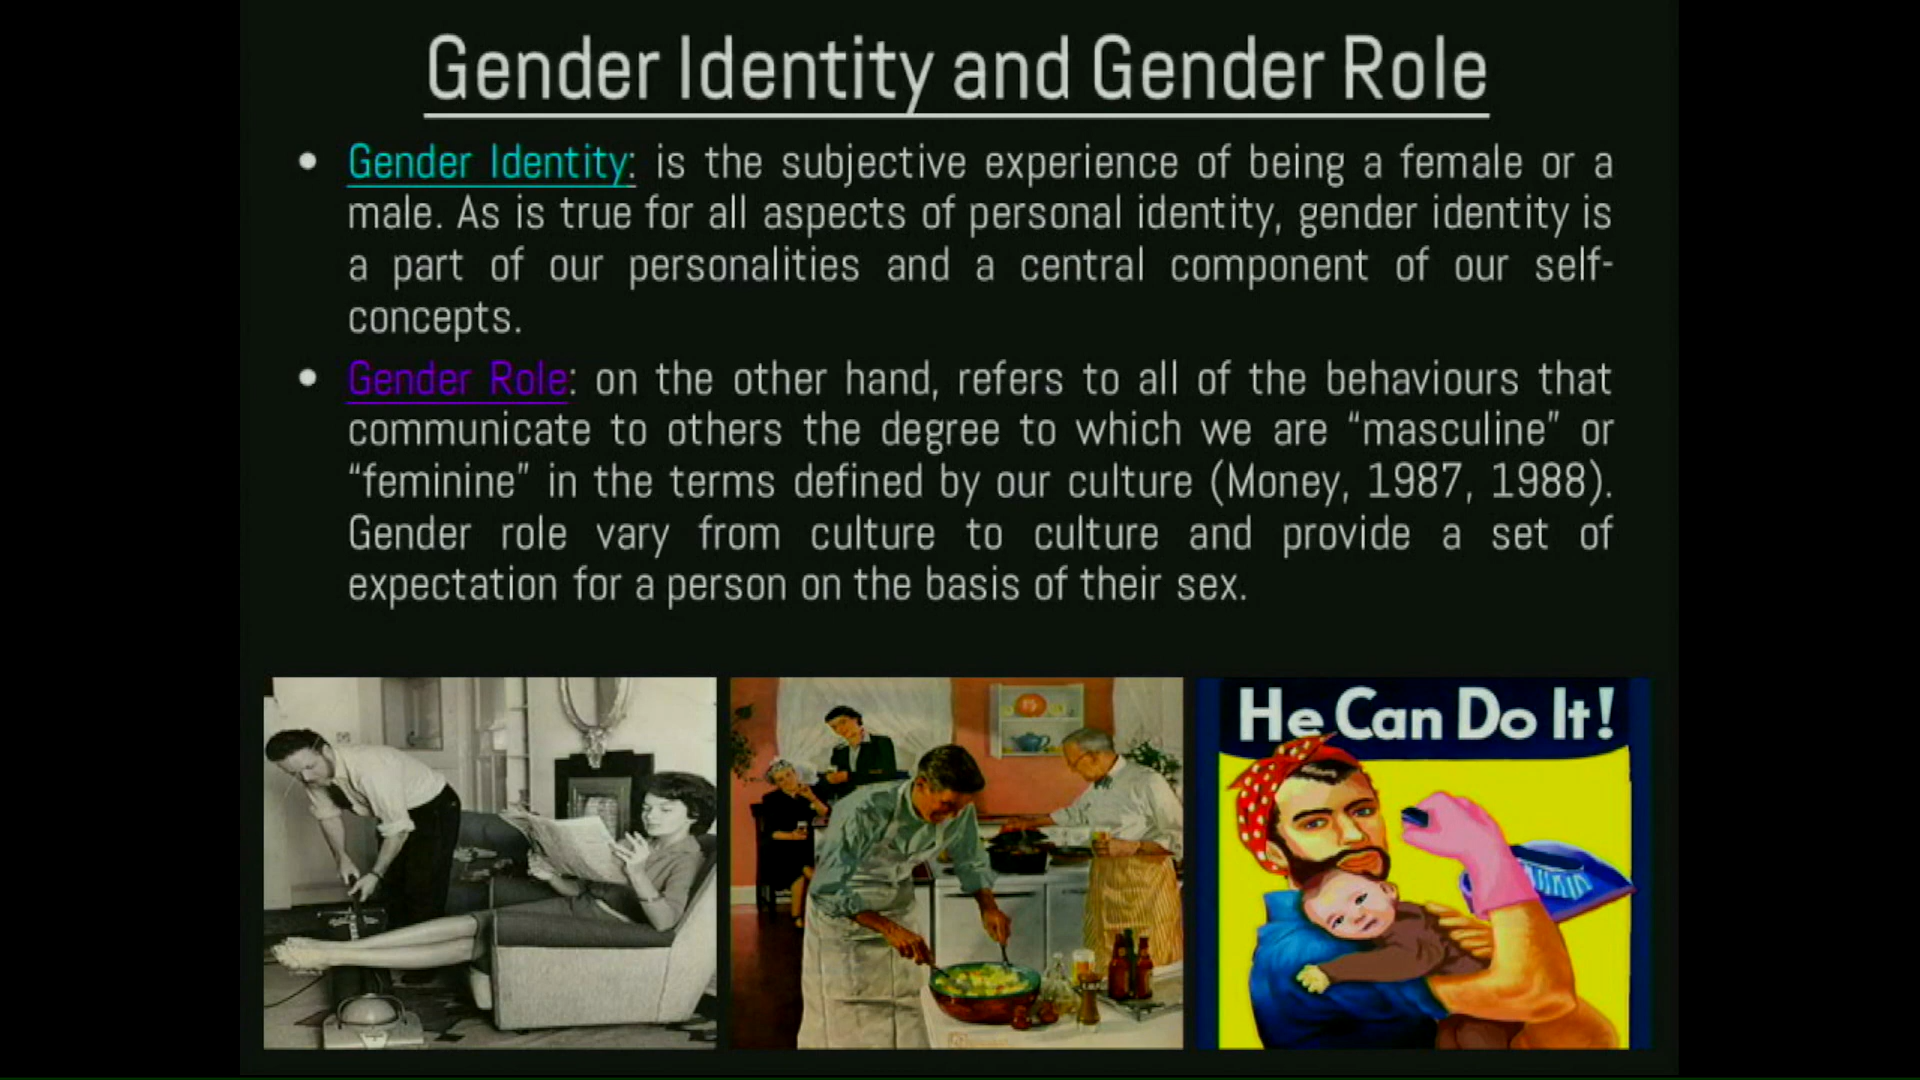 Gender Identity and Gender Role
• Gender Identity: is the subjective experience of being a female or a
male. As is true for all aspects of personal identity, gender identity is
a part of our personalities and a central component of our self-
concepts.
• Gender Role: on the other hand, refers to all of the behaviours that
communicate to others the degree to which we are “masculine” or
“feminine” in the terms defined by our culture (Money, 1987, 1988).
Gender role vary from culture to culture and provide a set of
expectation for a person on the basis of their sex.
He Can Do It!